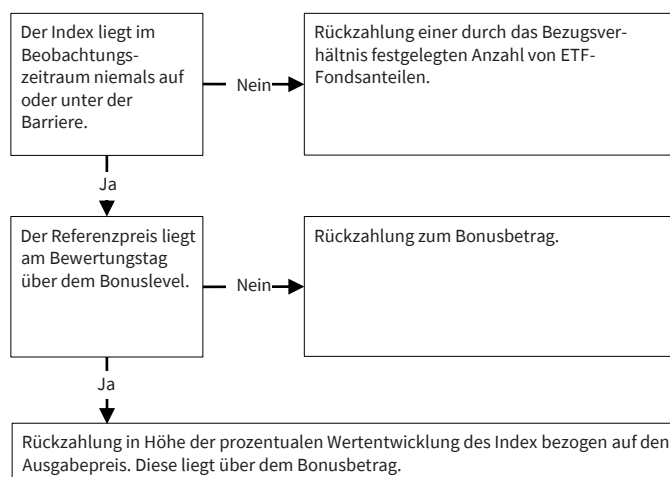 Der Index liegt im
Beobachtungs-
zeitraum niemals auf
oder unter der
Barriere.
Nein
Rückzahlung einer durch das Bezugsver-
hältnis festgelegten Anzahl von ETF-
Fondsanteilen.
Ja
Der Referenzpreis liegt
am Bewertungstag
über dem Bonuslevel.
Nein
Rückzahlung zum Bonusbetrag.
Ja
Rückzahlung in Höhe der prozentualen Wertentwicklung des Index bezogen auf den
Ausgabepreis. Diese liegt über dem Bonusbetrag.